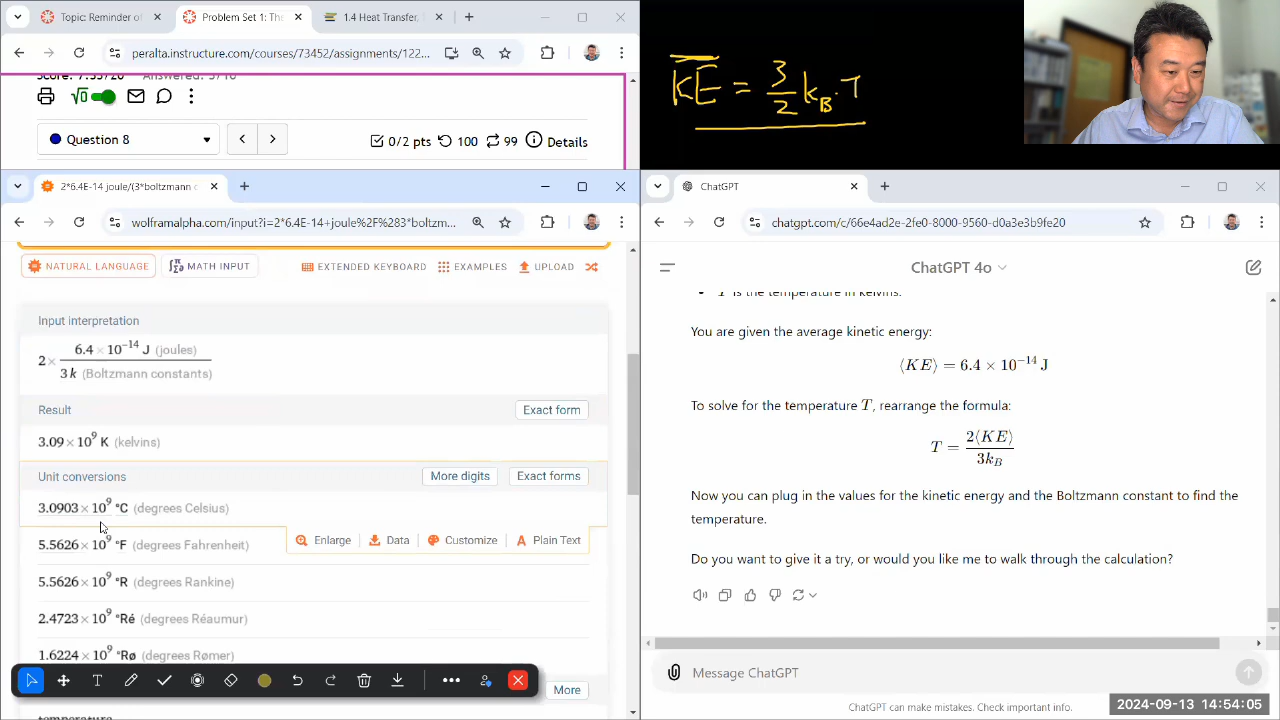 Topic Reminder of
Problem Set 1: The
1.4 Heat Transfer,
peralta.instructure.com/courses/73452/assignments/122...
√0
Question 8
0/2 pts
100
99
Details
KE = 3/2 k_B · T
2*6.4E-14 joule/(3*boltzmann c
wolframalpha.com/input?i=2*6.4E-14+joule%2F%283*boltzm...
NATURAL LANGUAGE
MATH INPUT
EXTENDED KEYBOARD
EXAMPLES
UPLOAD
Input interpretation
2 × 6.4 × 10^-14 J (joules) / 3 k (Boltzmann constants)
Result
Exact form
3.09 × 10^9 K (kelvins)
Unit conversions
More digits
Exact forms
3.0903 × 10^9 °C (degrees Celsius)
5.5626 × 10^9 °F (degrees Fahrenheit)
Enlarge
Data
Customize
Plain Text
5.5626 × 10^9 °R (degrees Rankine)
2.4723 × 10^9 °Ré (degrees Réaumur)
1.6224 × 10^9 °Rø (degrees Rømer)
More
ChatGPT
chatgpt.com/c/66e4ad2e-2fe0-8000-9560-d0a3e3b9fe20
ChatGPT 4o
T is the temperature in kelvins.
You are given the average kinetic energy:
⟨KE⟩ = 6.4 × 10^−14 J
To solve for the temperature T, rearrange the formula:
T = 2⟨KE⟩ / 3k_B
Now you can plug in the values for the kinetic energy and the Boltzmann constant to find the
temperature.
Do you want to give it a try, or would you like me to walk through the calculation?
Message ChatGPT
ChatGPT can make mistakes. Check important info.
2024-09-13 14:54:05